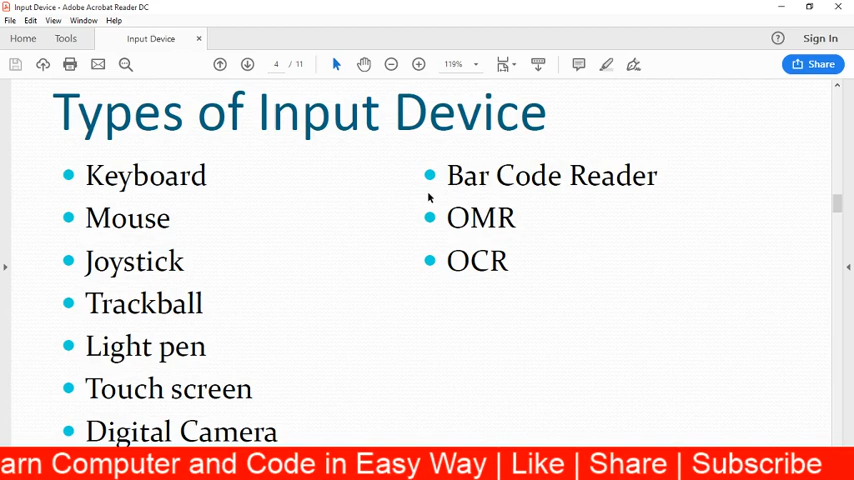 Input Device - Adobe Acrobat Reader DC
File Edit View Window Help
Home Tools Input Device × Sign In
4 / 11 119% Share
Types of Input Device
• Keyboard
• Mouse
• Joystick
• Trackball
• Light pen
• Touch screen
• Digital Camera
• Bar Code Reader
• OMR
• OCR
arn Computer and Code in Easy Way | Like | Share | Subscribe